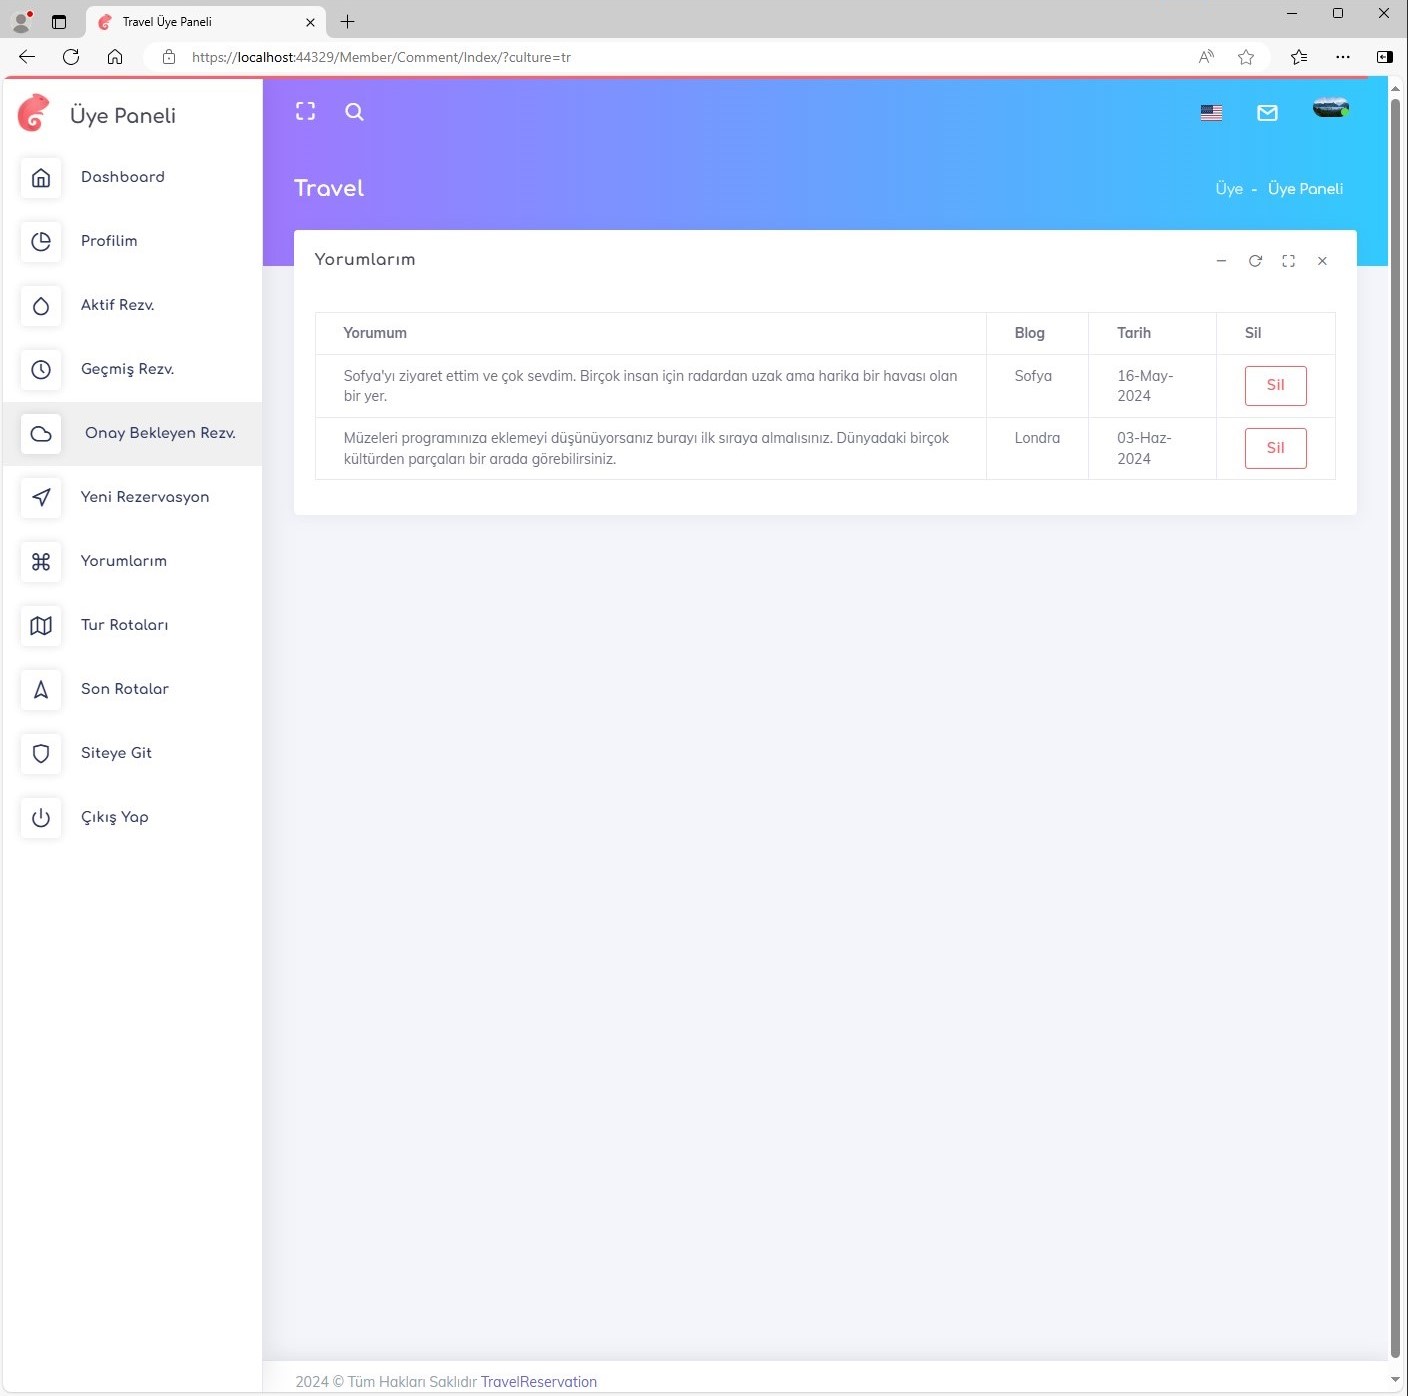 Travel Üye Paneli
https://localhost:44329/Member/Comment/Index/?culture=tr
Üye Paneli
Dashboard
Profilim
Aktif Rezv.
Geçmiş Rezv.
Onay Bekleyen Rezv.
Yeni Rezervasyon
Yorumlarım
Tur Rotaları
Son Rotalar
Siteye Git
Çıkış Yap
Travel
Üye - Üye Paneli
Yorumlarım
Yorumum Blog Tarih Sil
Sofya'yı ziyaret ettim ve çok sevdim. Birçok insan için radardan uzak ama harika bir havası olan
bir yer.
Sofya
16-May-
2024
Sil
Müzeleri programınıza eklemeyi düşünüyorsanız burayı ilk sıraya almalısınız. Dünyadaki birçok
kültürden parçaları bir arada görebilirsiniz.
Londra
03-Haz-
2024
Sil
2024 © Tüm Hakları Saklıdır TravelReservation